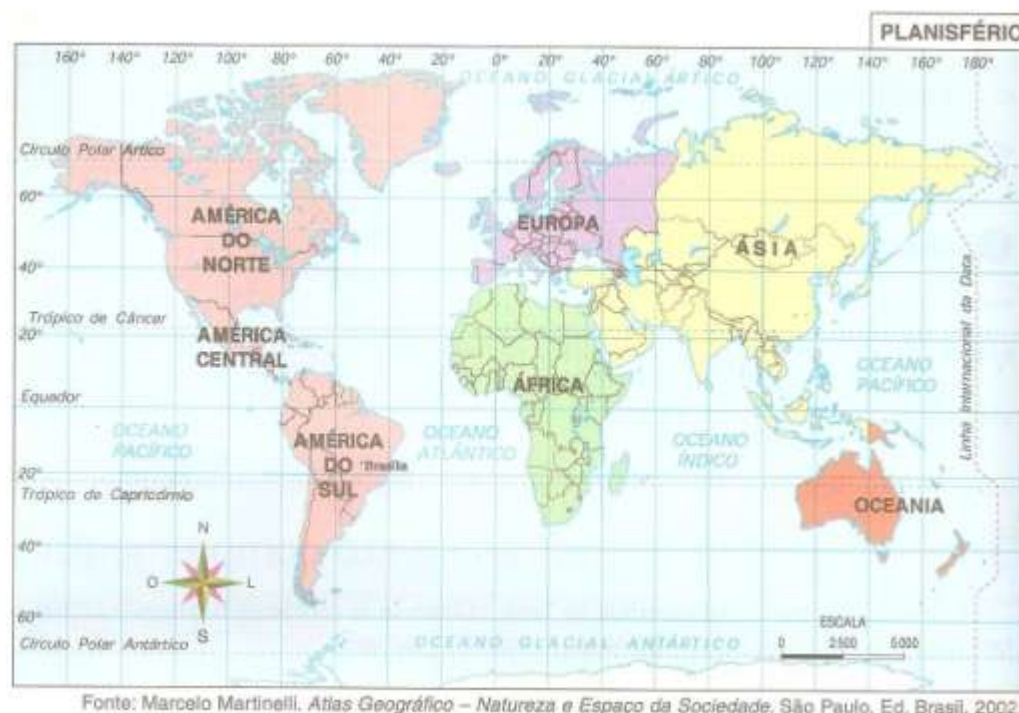 PLANISFÉRIO
160° 140° 120° 100° 80° 60° 40° 20° 0° 20° 40° 60° 80° 100° 120° 140° 160° 180°
OCEANO GLACIAL ÁRTICO
Círculo Polar Ártico
60°
AMÉRICA
DO
NORTE
EUROPA
ÁSIA
40°
Trópico de Câncer
20°
AMÉRICA
CENTRAL
ÁFRICA
OCEANO
PACÍFICO
Linha Internacional da Data
Equador
0°
OCEANO
PACÍFICO
AMÉRICA
DO
SUL
Brasília
OCEANO
ATLÂNTICO
OCEANO
ÍNDICO
20°
Trópico de Capricórnio
OCEANIA
N
O L
S
40°
60°
ESCALA
0 2500 5000
Círculo Polar Antártico
OCEANO GLACIAL ANTÁRTICO
Fonte: Marcelo Martinelli. Atlas Geográfico – Natureza e Espaço da Sociedade. São Paulo, Ed. Brasil, 2002